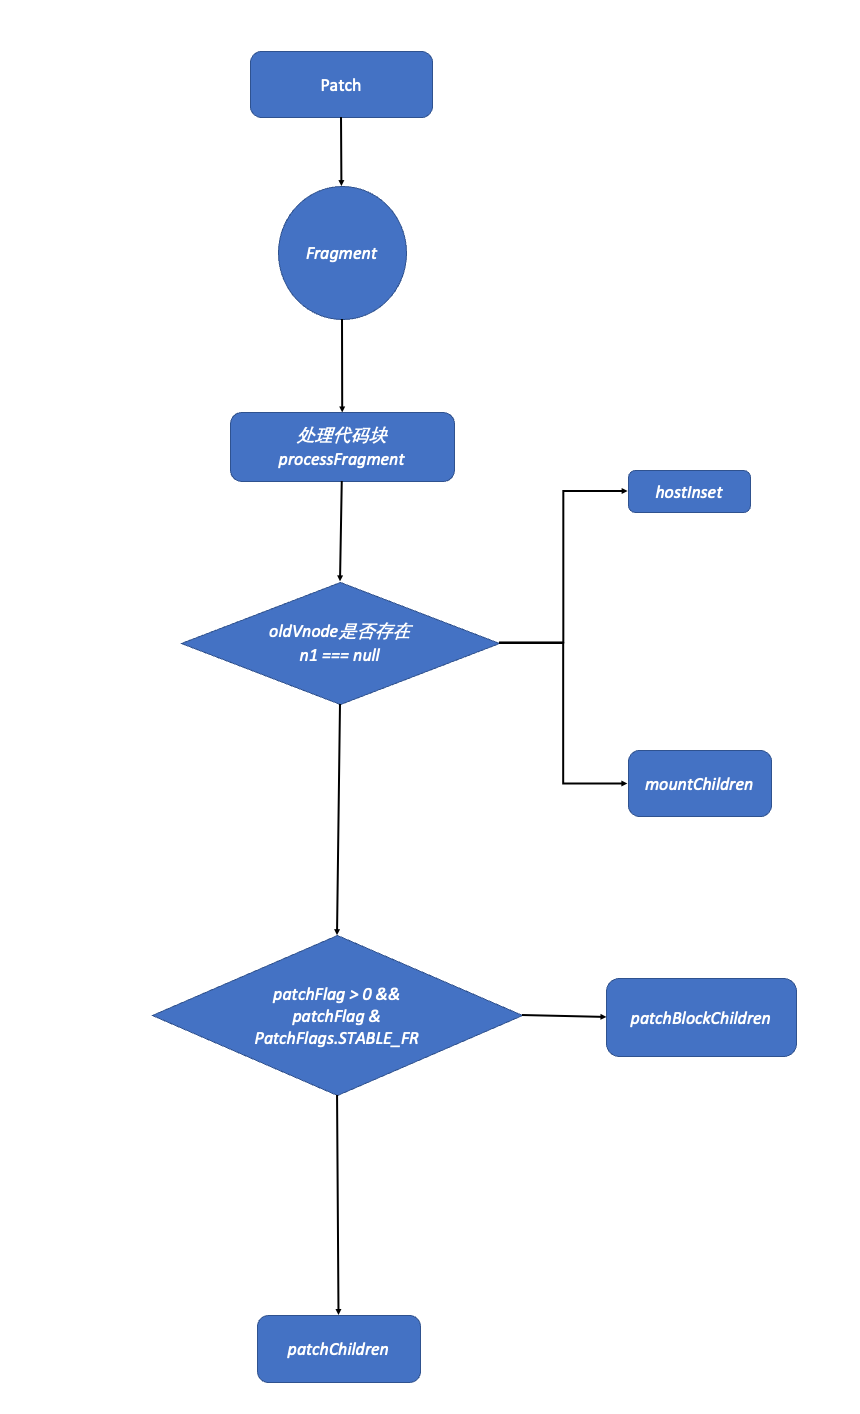 Patch
Fragment
处理代码块
processFragment
hostInset
oldVnode是否存在
n1 === null
mountChildren
patchFlag > 0 &&
patchFlag &
PatchFlags.STABLE_FR
patchBlockChildren
patchChildren